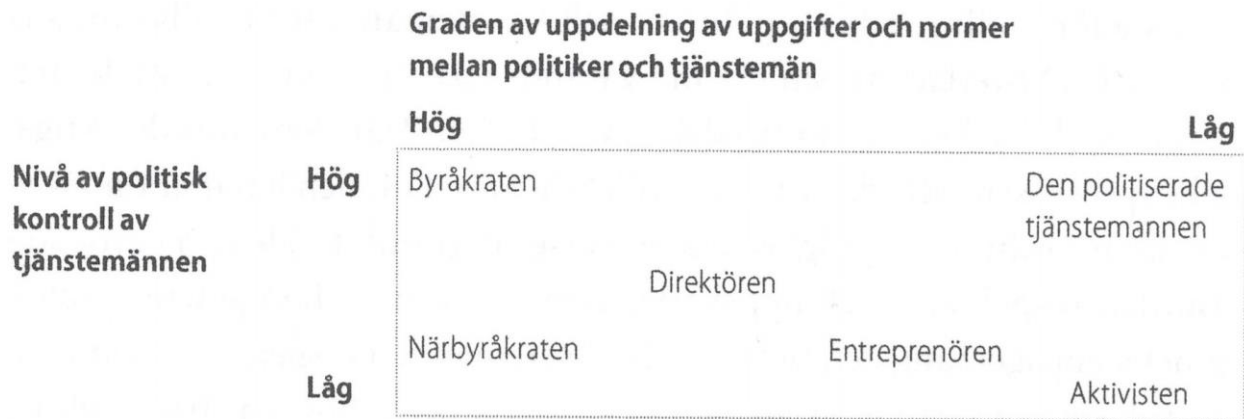 Graden av uppdelning av uppgifter och normer
mellan politiker och tjänstemän
Hög Låg
Nivå av politisk
kontroll av
tjänstemännen
Hög
Låg
Byråkraten
Den politiserade
tjänstemannen
Direktören
Närbyråkraten
Entreprenören
Aktivisten